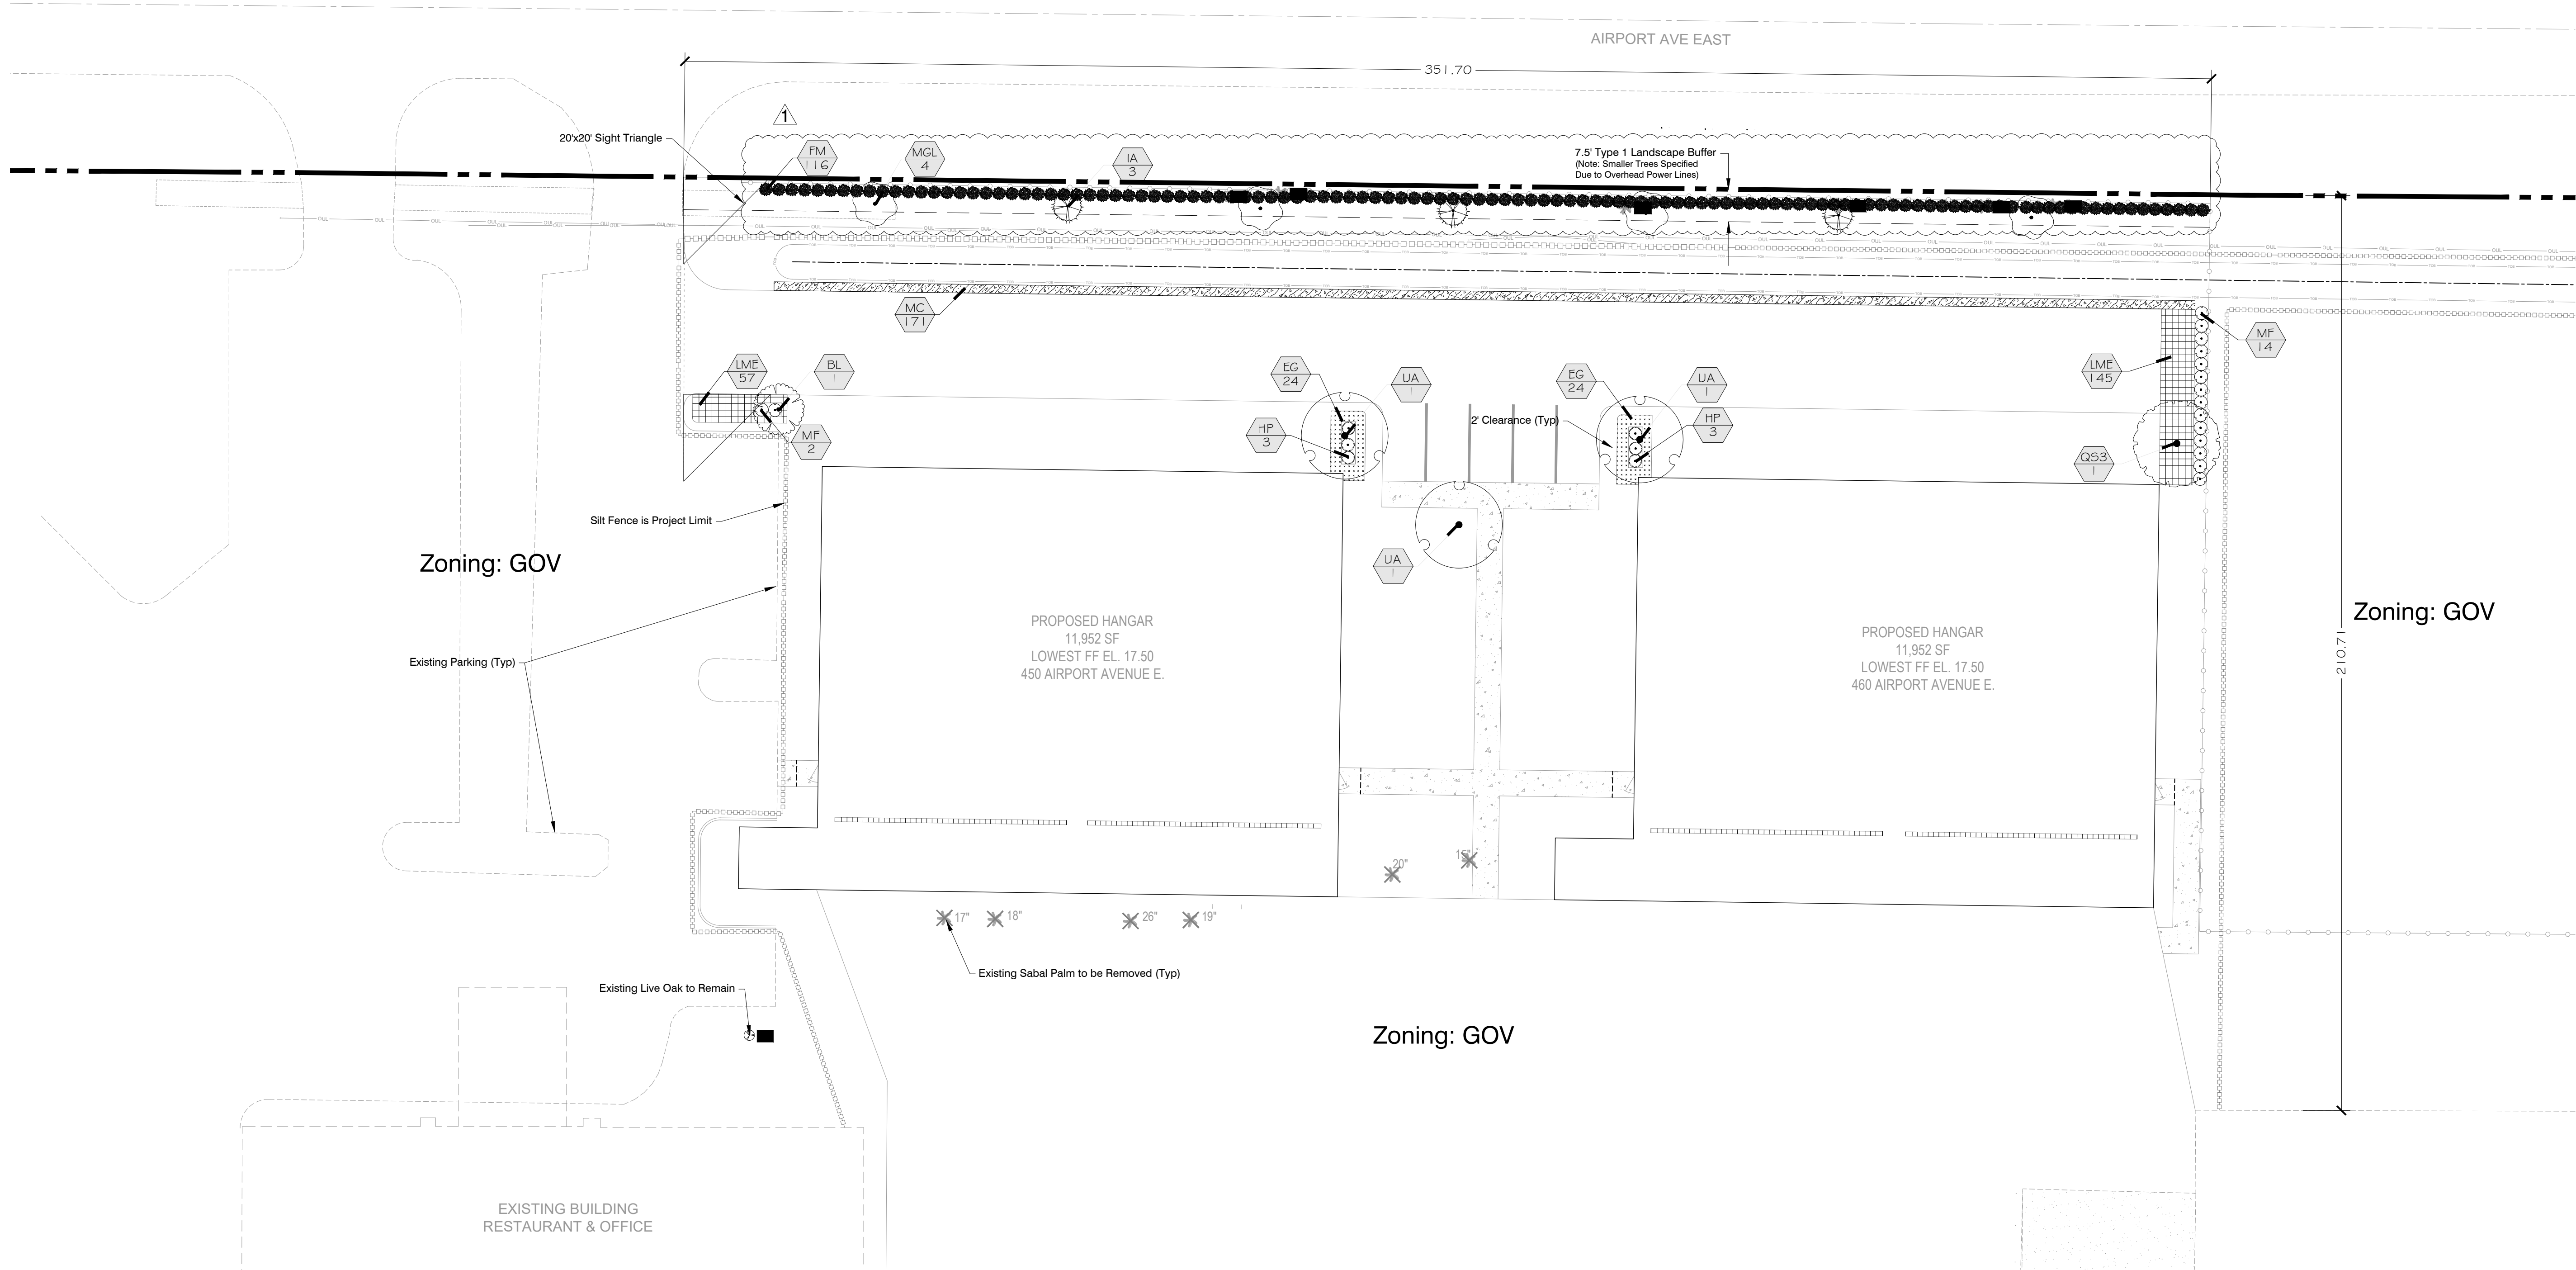 AIRPORT AVE EAST
351.70
1
20'x20' Sight Triangle
FM
116
MGL
4
IA
3
7.5' Type 1 Landscape Buffer
(Note: Smaller Trees Specified
Due to Overhead Power Lines)
MC
171
MF
14
LME
57
BL
1
EG
24
UA
1
EG
24
UA
1
LME
145
HP
3
2' Clearance (Typ)
HP
3
MF
2
QS3
1
Silt Fence is Project Limit
UA
1
Zoning: GOV
Zoning: GOV
210.71
PROPOSED HANGAR
11,952 SF
LOWEST FF EL. 17.50
450 AIRPORT AVENUE E.
PROPOSED HANGAR
11,952 SF
LOWEST FF EL. 17.50
460 AIRPORT AVENUE E.
Existing Parking (Typ)
20"
15"
17"
18"
26"
19"
Existing Sabal Palm to be Removed (Typ)
Existing Live Oak to Remain
Zoning: GOV
EXISTING BUILDING
RESTAURANT & OFFICE